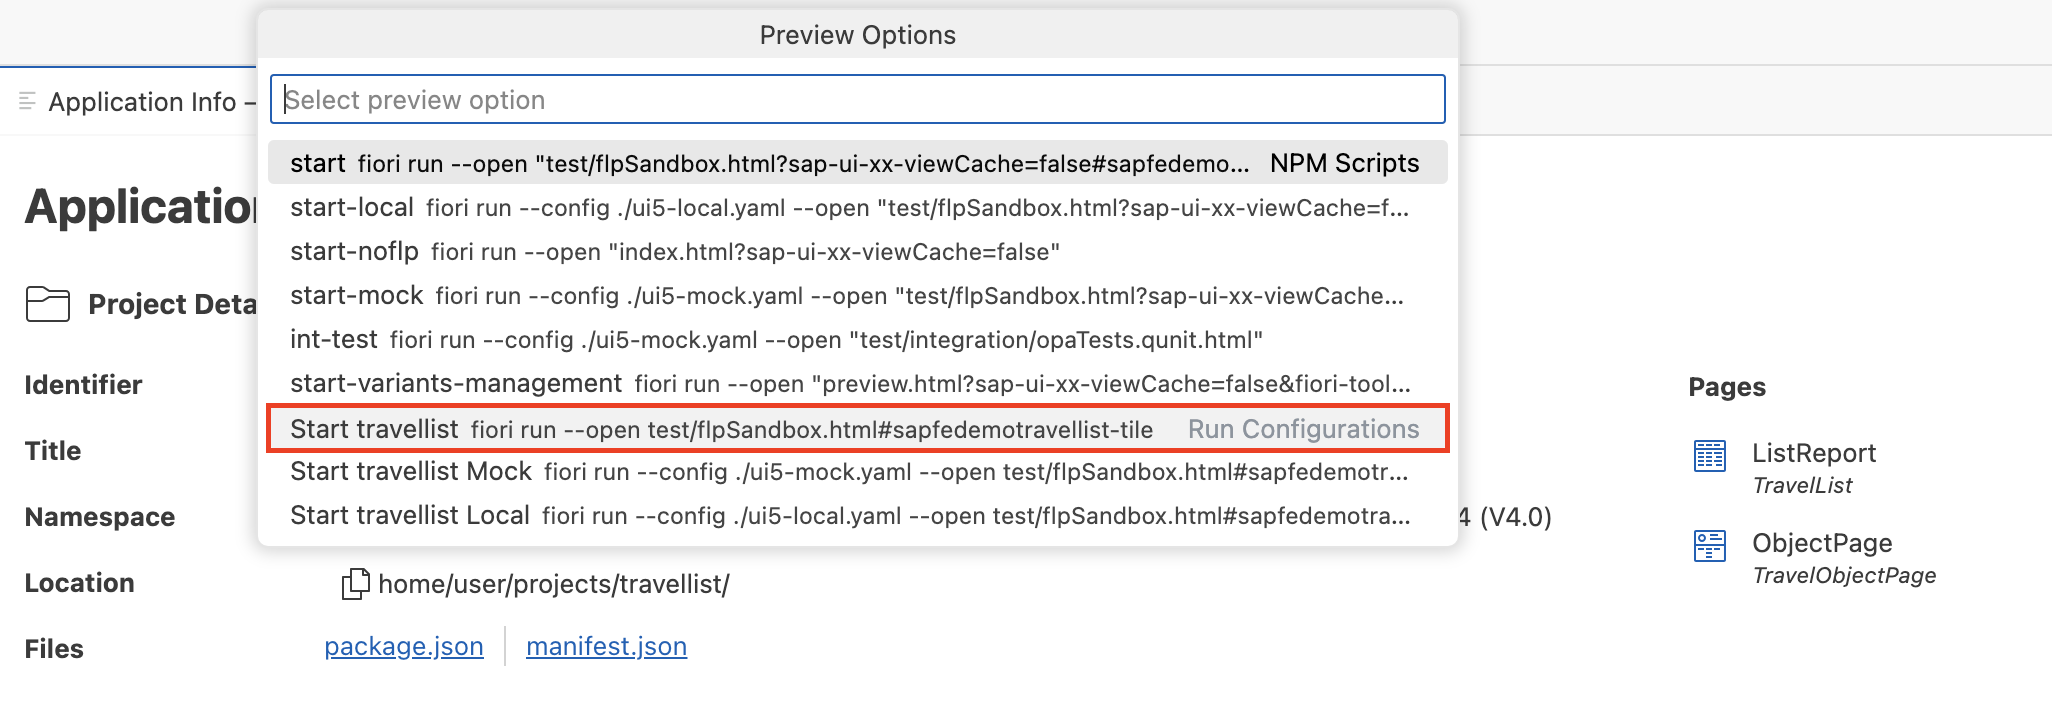 Preview Options
Select preview option
Application Info –
start fiori run --open "test/flpSandbox.html?sap-ui-xx-viewCache=false#sapfedemo... NPM Scripts
start-local fiori run --config ./ui5-local.yaml --open "test/flpSandbox.html?sap-ui-xx-viewCache=f...
start-noflp fiori run --open "index.html?sap-ui-xx-viewCache=false"
start-mock fiori run --config ./ui5-mock.yaml --open "test/flpSandbox.html?sap-ui-xx-viewCache...
int-test fiori run --config ./ui5-mock.yaml --open "test/integration/opaTests.qunit.html"
start-variants-management fiori run --open "preview.html?sap-ui-xx-viewCache=false&fiori-tool...
Start travellist fiori run --open test/flpSandbox.html#sapfedemotravellist-tile Run Configurations
Start travellist Mock fiori run --config ./ui5-mock.yaml --open test/flpSandbox.html#sapfedemotr...
Start travellist Local fiori run --config ./ui5-local.yaml --open test/flpSandbox.html#sapfedemotra...
Applicatio
Project Deta
Identifier
Title
Namespace
4 (V4.0)
Location
home/user/projects/travellist/
Files
package.json
manifest.json
Pages
ListReport
TravelList
ObjectPage
TravelObjectPage